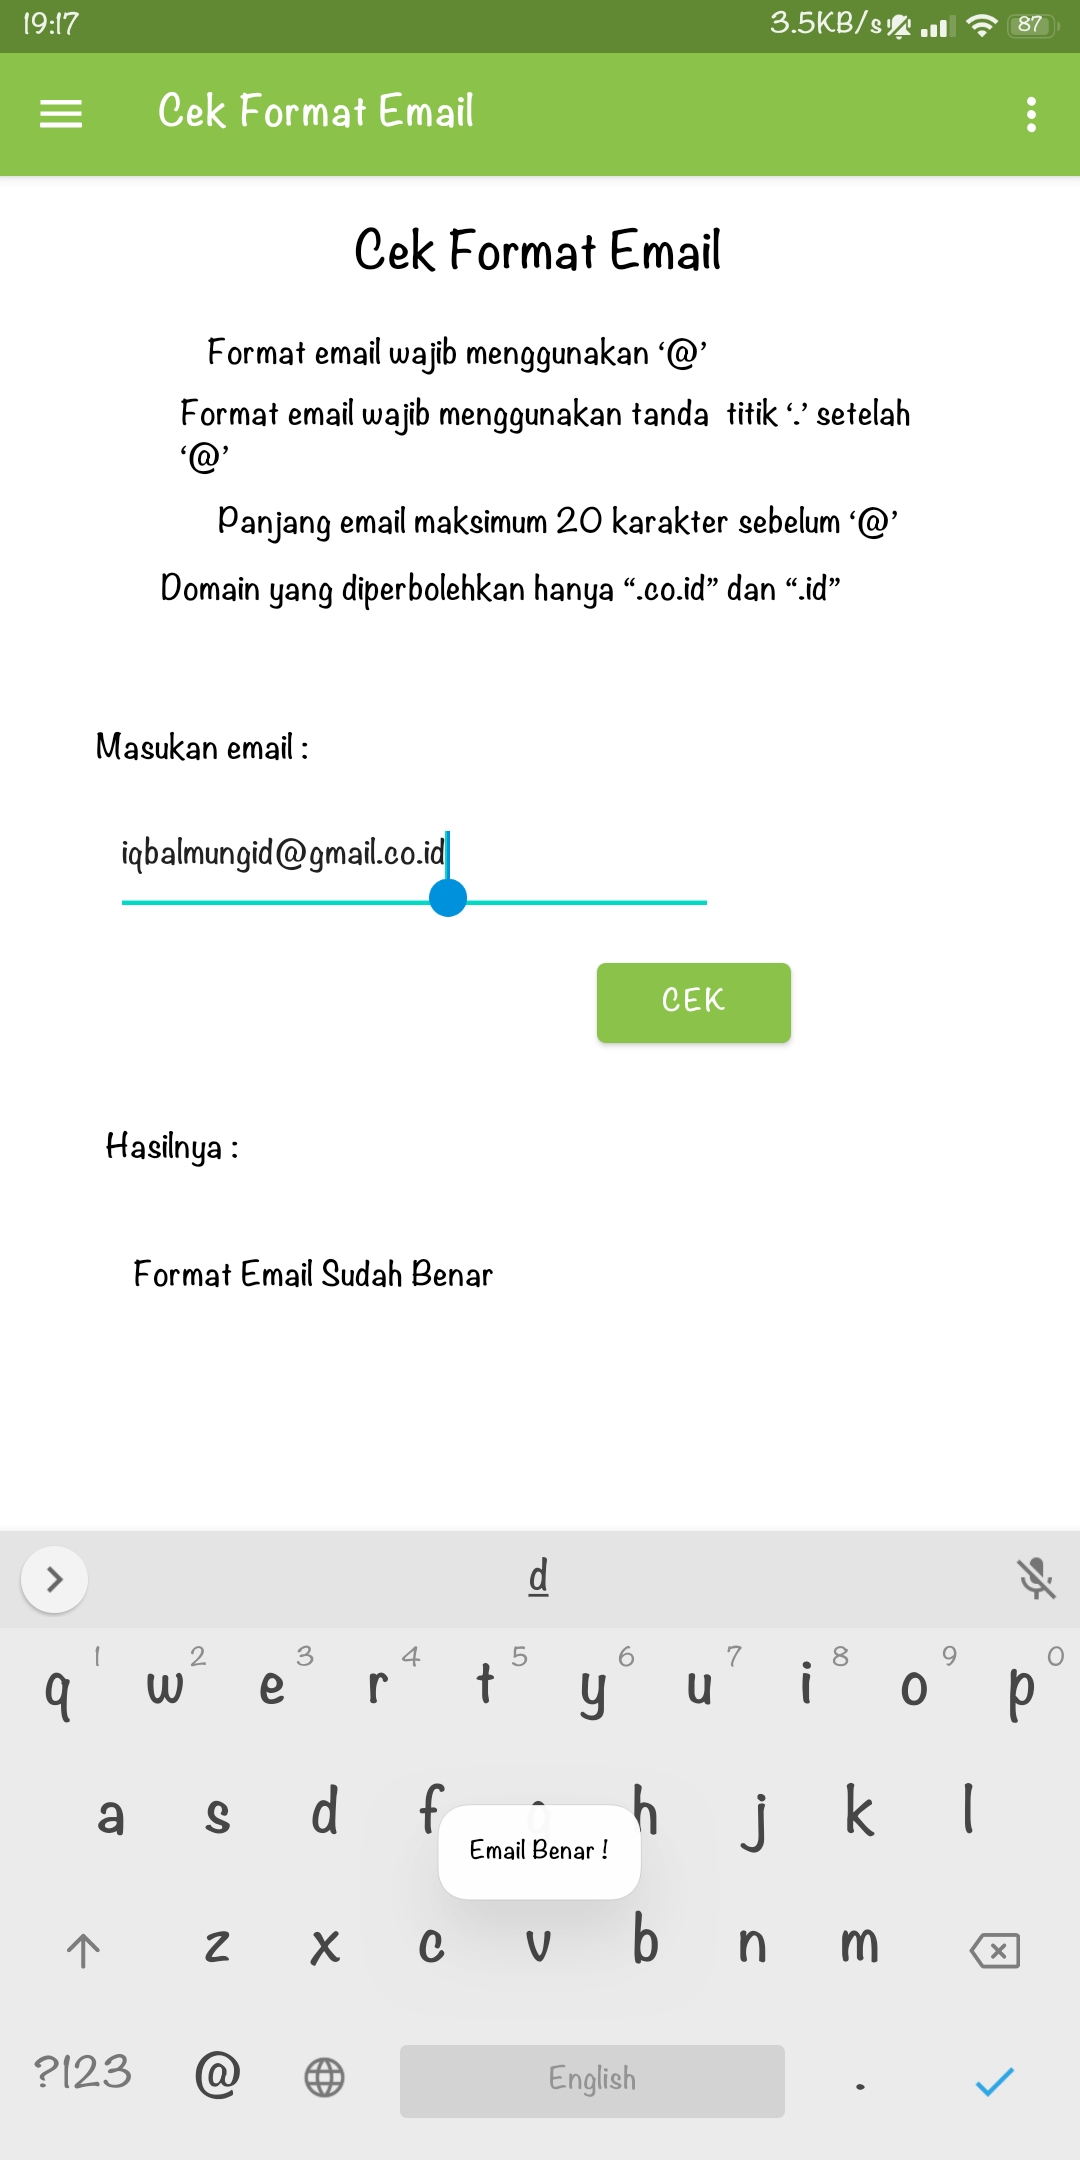 19:17 3.5KB/s 87
Cek Format Email
Cek Format Email
Format email wajib menggunakan ‘@’
Format email wajib menggunakan tanda  titik ‘.’ setelah
‘@’
Panjang email maksimum 20 karakter sebelum ‘@’
Domain yang diperbolehkan hanya “.co.id” dan “.id”
Masukan email :
iqbalmungid@gmail.co.id
CEK
Hasilnya :
Format Email Sudah Benar
d
1 2 3 4 5 6 7 8 9 0
q w e r t y u i o p
a s d f g h j k l
Email Benar !
z x c v b n m
?123 @ English .